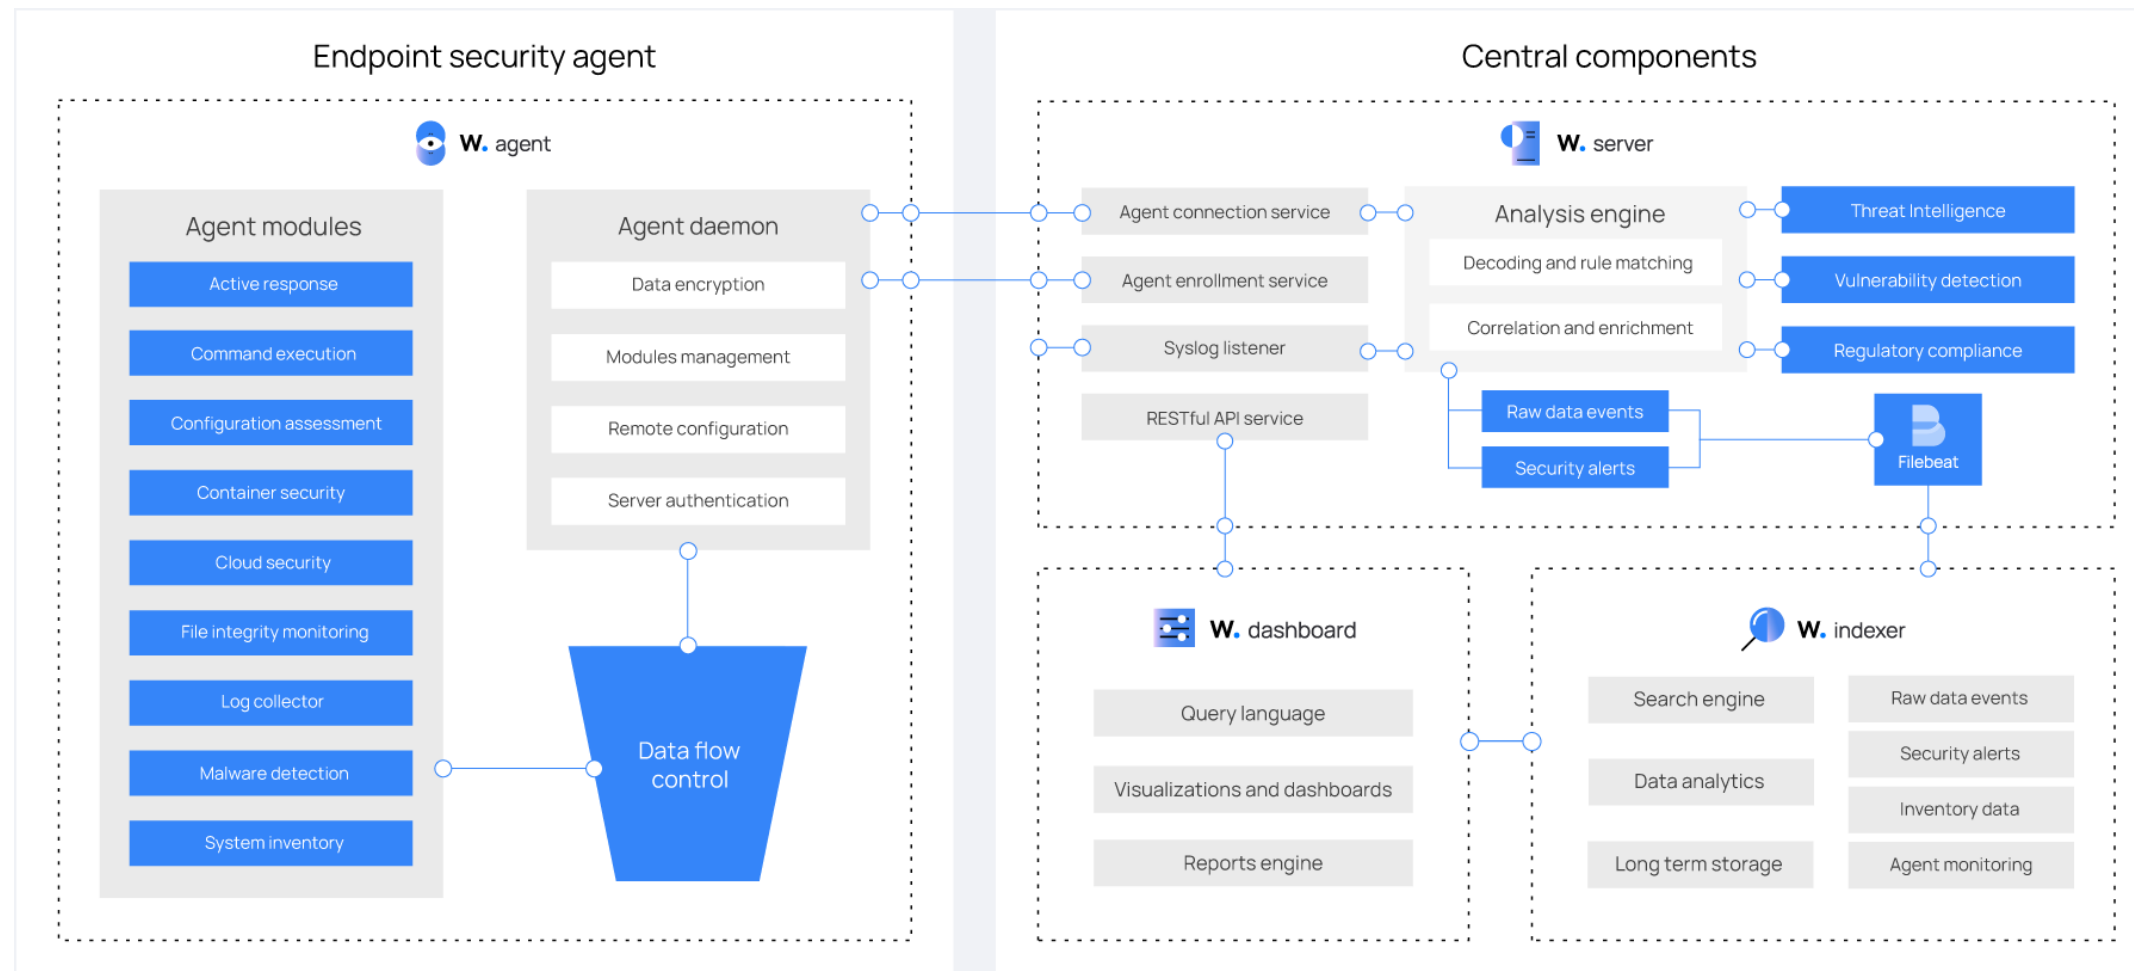 Endpoint security agent
W. agent
Agent modules
Active response
Command execution
Configuration assessment
Container security
Cloud security
File integrity monitoring
Log collector
Malware detection
System inventory
Agent daemon
Data encryption
Modules management
Remote configuration
Server authentication
Data flow
control
Central components
W. server
Agent connection service
Agent enrollment service
Syslog listener
RESTful API service
Analysis engine
Decoding and rule matching
Correlation and enrichment
Threat Intelligence
Vulnerability detection
Regulatory compliance
Raw data events
Security alerts
Filebeat
W. dashboard
Query language
Visualizations and dashboards
Reports engine
W. indexer
Search engine
Data analytics
Long term storage
Raw data events
Security alerts
Inventory data
Agent monitoring